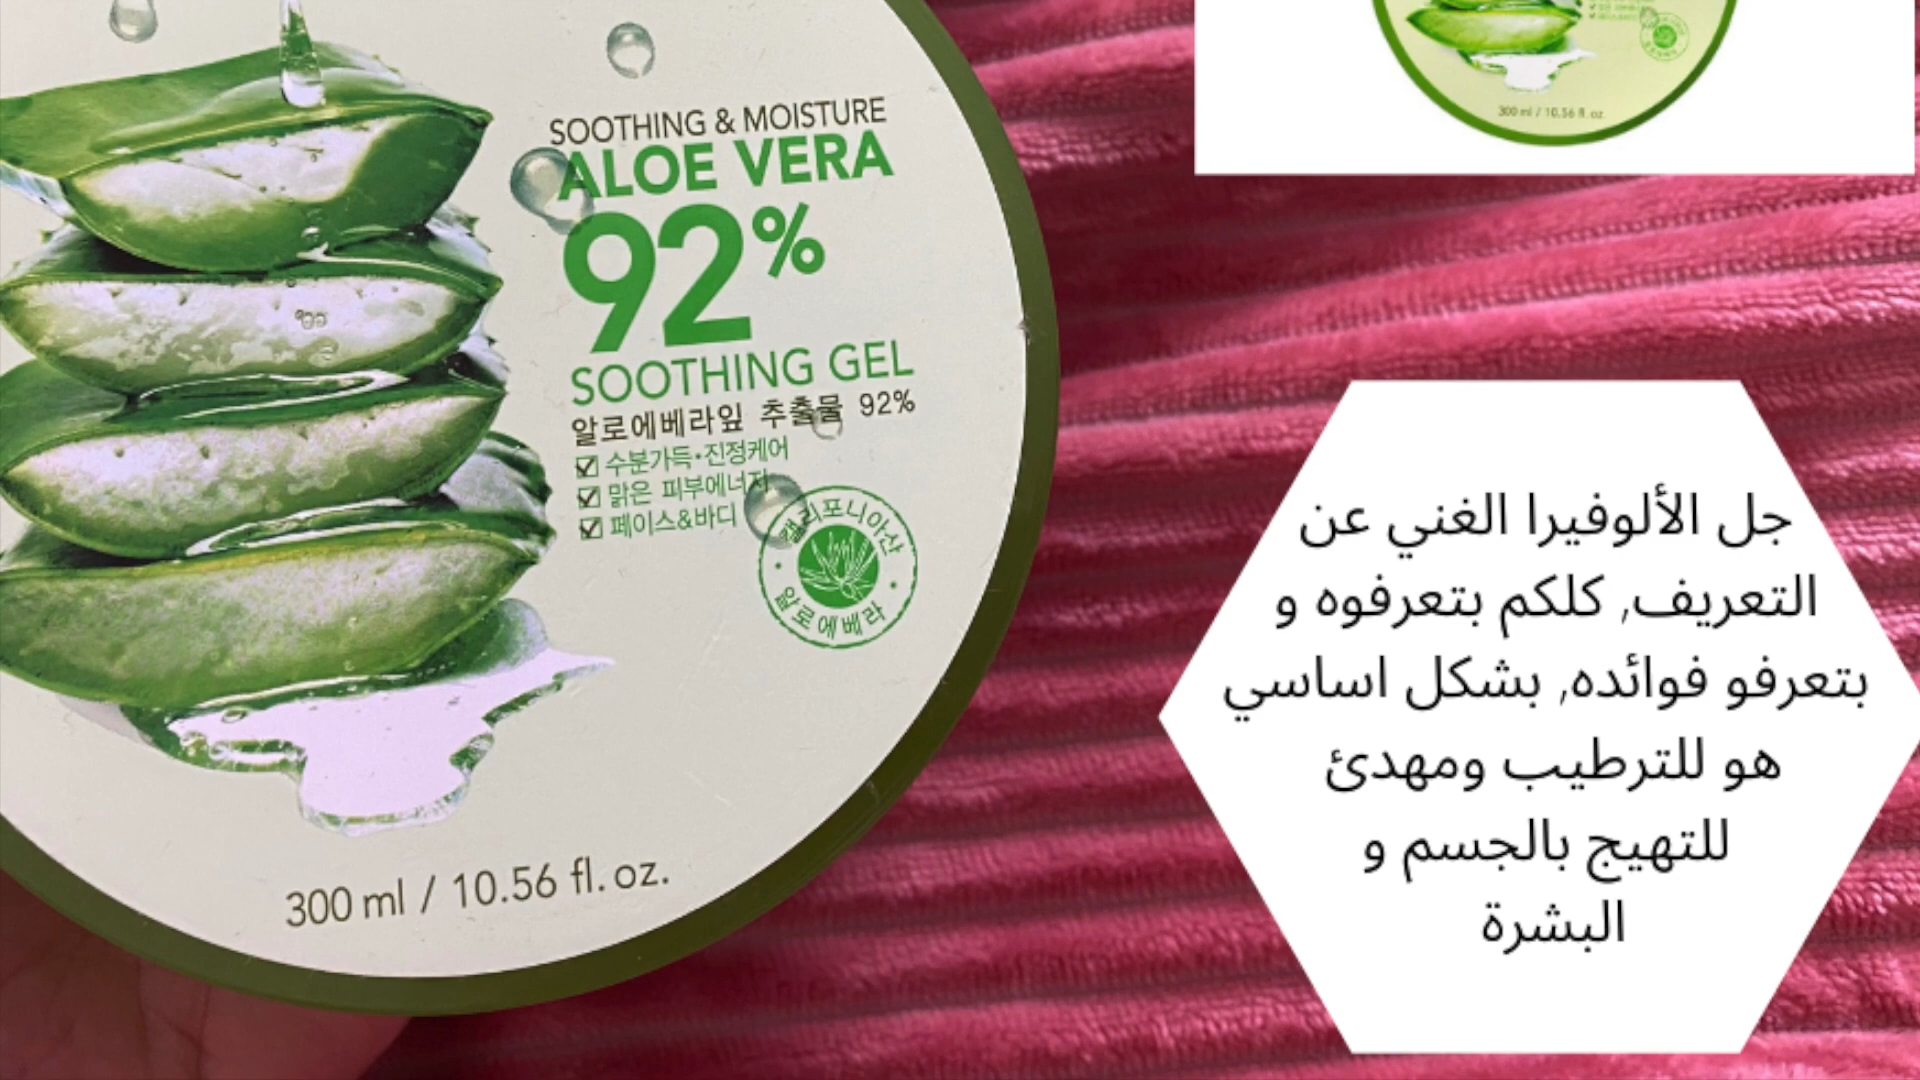 SOOTHING & MOISTURE
ALOE VERA
92%
SOOTHING GEL
알로에베라잎 추출물 92%
☑ 수분가득•진정케어
☑ 맑은 피부에너지
☑ 페이스&바디
캘리포니아산
알로에베라
300 ml / 10.56 fl. oz.
300 ml / 10.56 fl. oz.
جل الألوفيرا الغني عن
التعريف, كلكم بتعرفوه و
بتعرفو فوائده, بشكل اساسي
هو للترطيب ومهدئ
للتهيج بالجسم و
البشرة